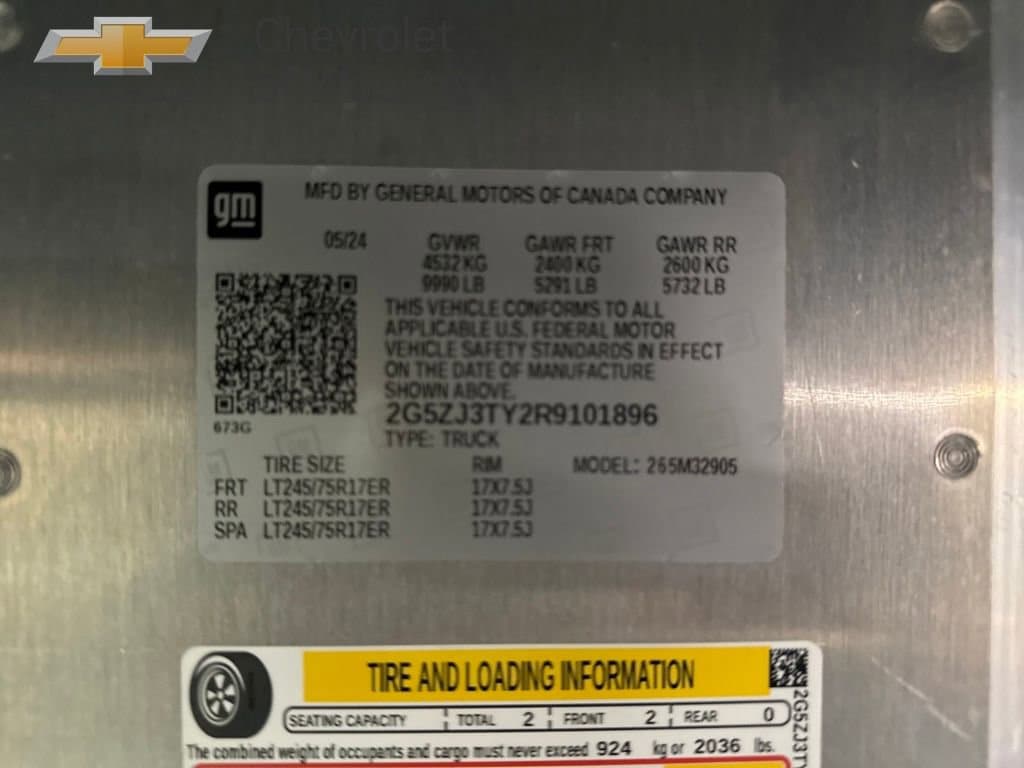 Chevrolet
gm
MFD BY GENERAL MOTORS OF CANADA COMPANY
05/24 GVWR GAWR FRT GAWR RR
4532 KG 2400 KG 2600 KG
9990 LB 5291 LB 5732 LB
THIS VEHICLE CONFORMS TO ALL
APPLICABLE U.S. FEDERAL MOTOR
VEHICLE SAFETY STANDARDS IN EFFECT
ON THE DATE OF MANUFACTURE
SHOWN ABOVE.
2G5ZJ3TY2R9101896
673G
TYPE: TRUCK
TIRE SIZE RIM MODEL: 265M32905
FRT LT245/75R17ER 17X7.5J
RR LT245/75R17ER 17X7.5J
SPA LT245/75R17ER 17X7.5J
TIRE AND LOADING INFORMATION
SEATING CAPACITY TOTAL 2 FRONT 2 REAR 0
The combined weight of occupants and cargo must never exceed 924 kg or 2036 lbs.
2G5ZJ3TY